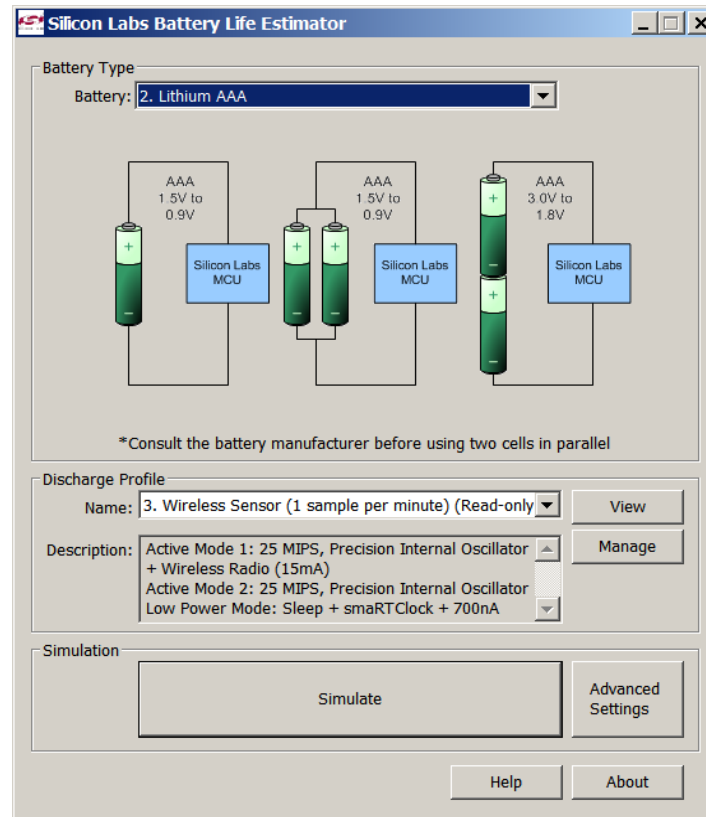 Silicon Labs Battery Life Estimator
Battery Type
Battery: 2. Lithium AAA
AAA
1.5V to
0.9V
Silicon Labs
MCU
AAA
1.5V to
0.9V
Silicon Labs
MCU
AAA
3.0V to
1.8V
Silicon Labs
MCU
*Consult the battery manufacturer before using two cells in parallel
Discharge Profile
Name: 3. Wireless Sensor (1 sample per minute) (Read-only
View
Description: Active Mode 1: 25 MIPS, Precision Internal Oscillator
+ Wireless Radio (15mA)
Active Mode 2: 25 MIPS, Precision Internal Oscillator
Low Power Mode: Sleep + smaRTClock + 700nA
Manage
Simulation
Simulate
Advanced
Settings
Help
About